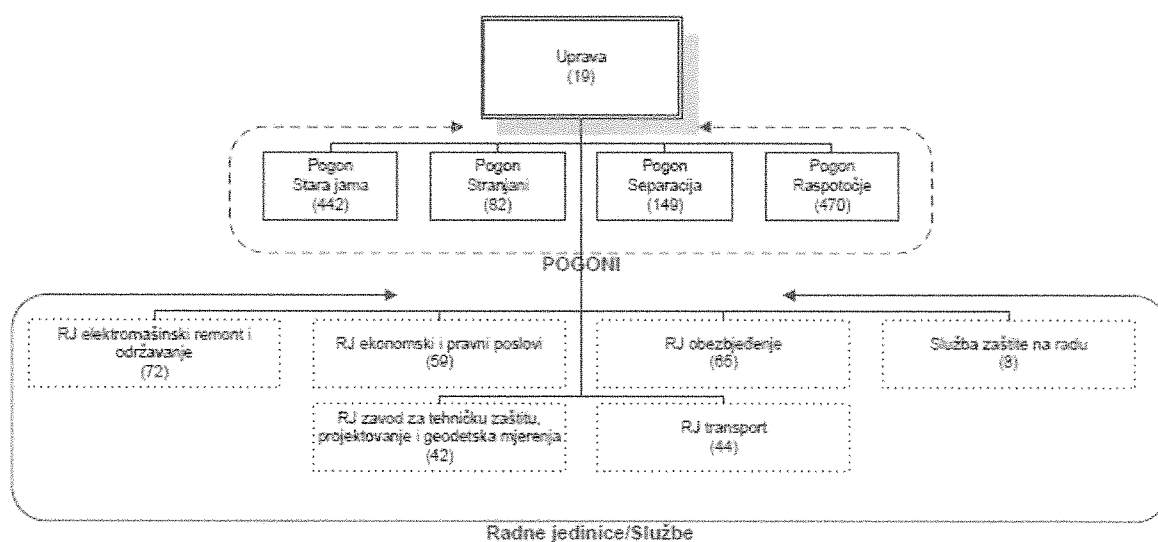 Uprava
(19)
Pogon
Stara jama
(442)
Pogon
Stranjani
(82)
Pogon
Separacija
(149)
Pogon
Raspotočje
(470)
POGONI
RJ elektromašinski remont i
održavanje
(72)
RJ ekonomski i pravni poslovi
(59)
RJ obezbjeđenje
Služba zaštite na radu
RJ zavod za tehničku zaštitu,
projektovanje i geodetska mjerenja
(42)
RJ transport
(44)
Radne jedinice/Službe